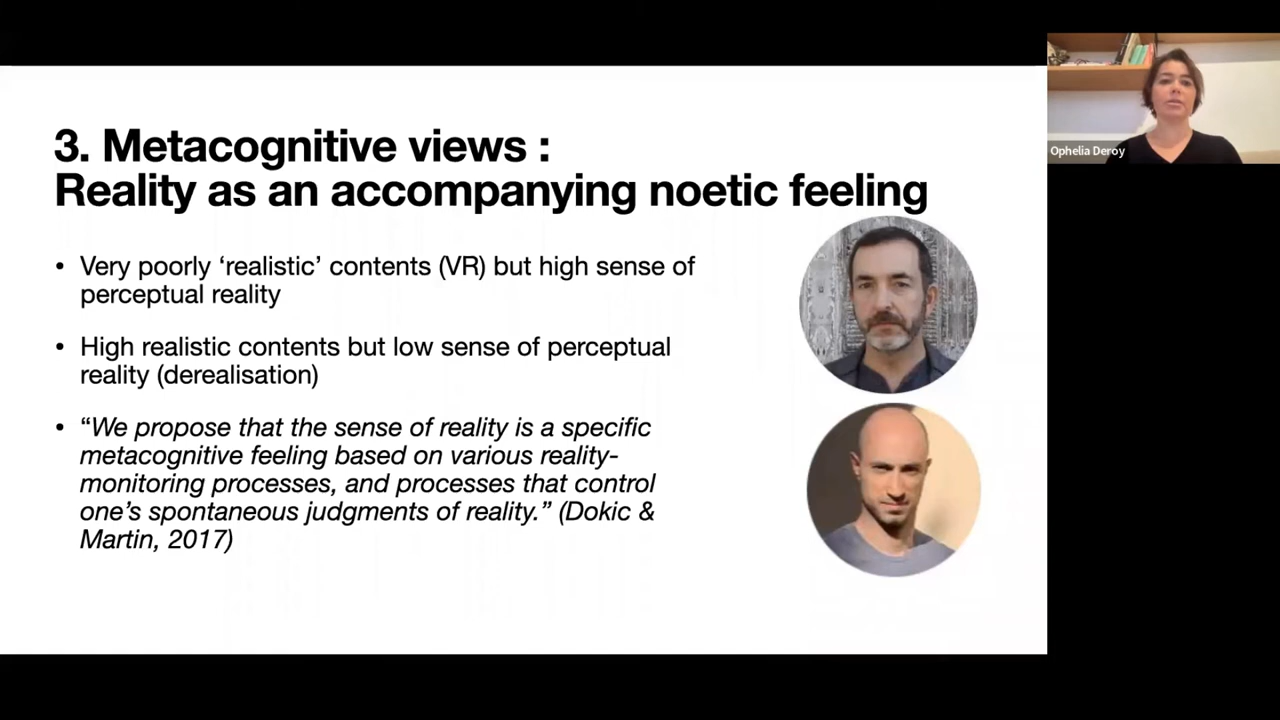 3. Metacognitive views :
Reality as an accompanying noetic feeling
• Very poorly ‘realistic’ contents (VR) but high sense of
perceptual reality
• High realistic contents but low sense of perceptual
reality (derealisation)
• “We propose that the sense of reality is a specific
metacognitive feeling based on various reality-
monitoring processes, and processes that control
one’s spontaneous judgments of reality.” (Dokic &
Martin, 2017)
Ophelia Deroy